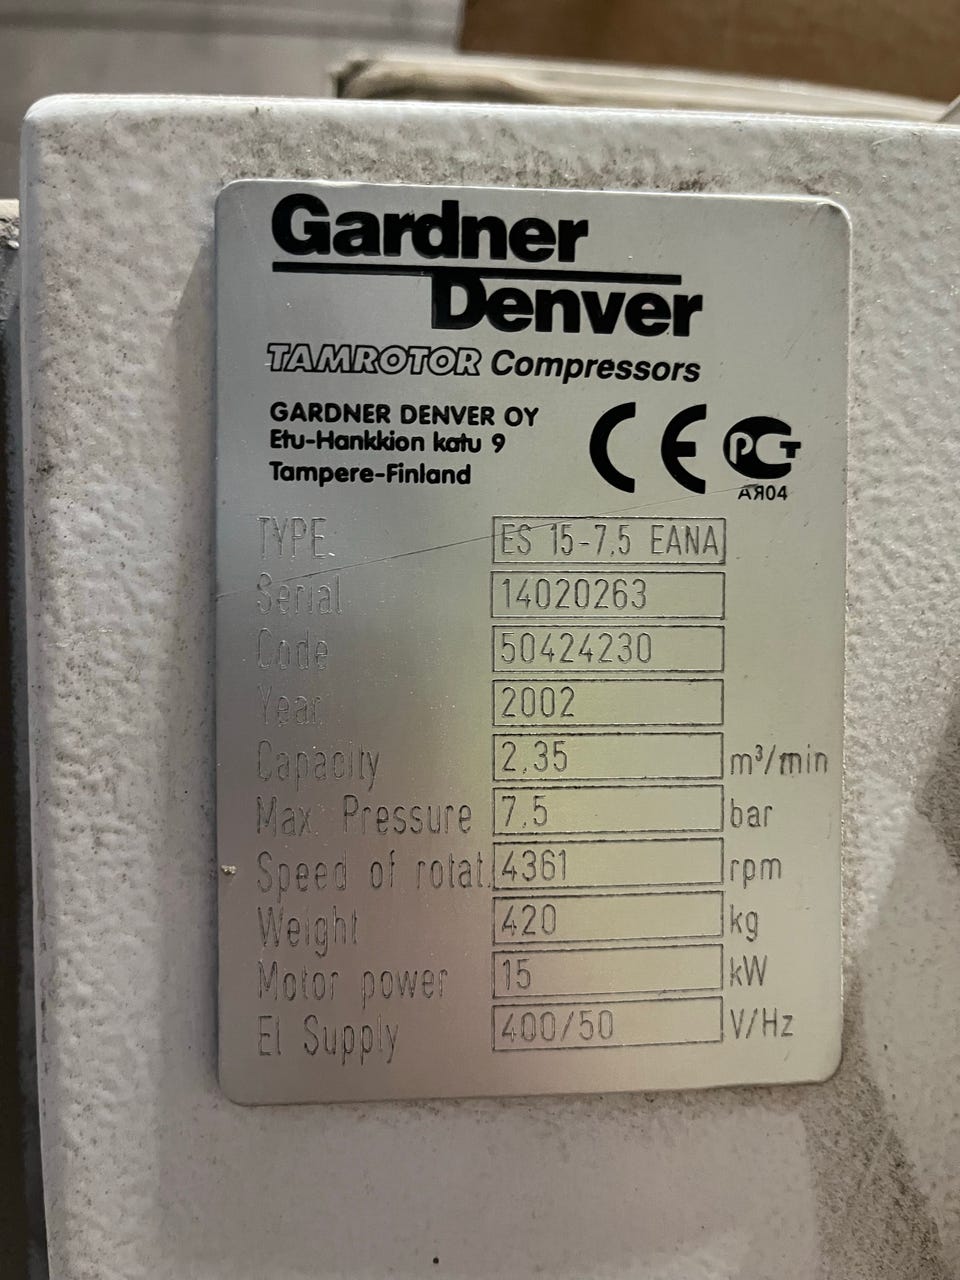 Gardner
Denver
TAMROTOR Compressors
GARDNER DENVER OY
Etu-Hankkion katu 9
Tampere-Finland
CE PCT
АЯ04
TYPE ES 15-7,5 EANA
Serial 14020263
Code 50424230
Year 2002
Capacity 2,35 m³/min
Max. Pressure 7,5 bar
Speed of rotat. 4361 rpm
Weight 420 kg
Motor power 15 kW
El Supply 400/50 V/Hz